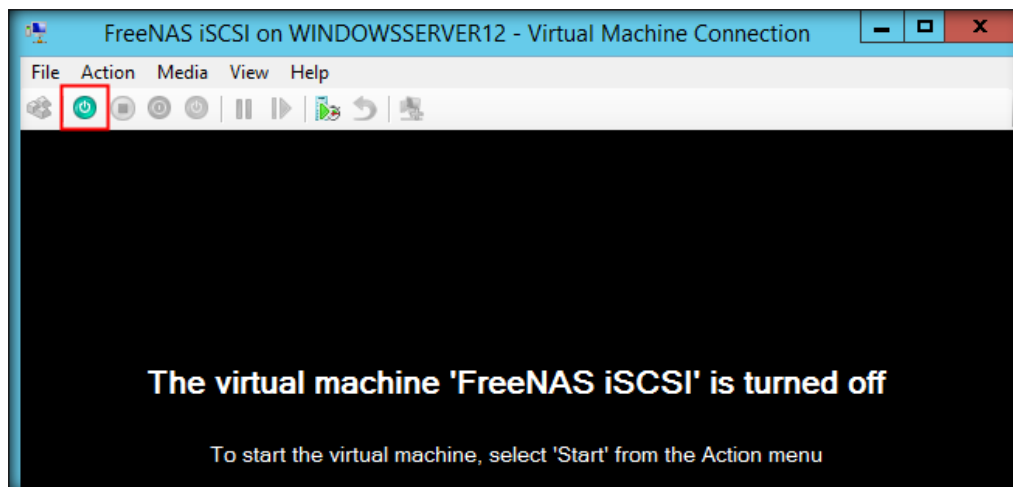 FreeNAS iSCSI on WINDOWSSERVER12 - Virtual Machine Connection
File Action Media View Help
The virtual machine 'FreeNAS iSCSI' is turned off
To start the virtual machine, select 'Start' from the Action menu